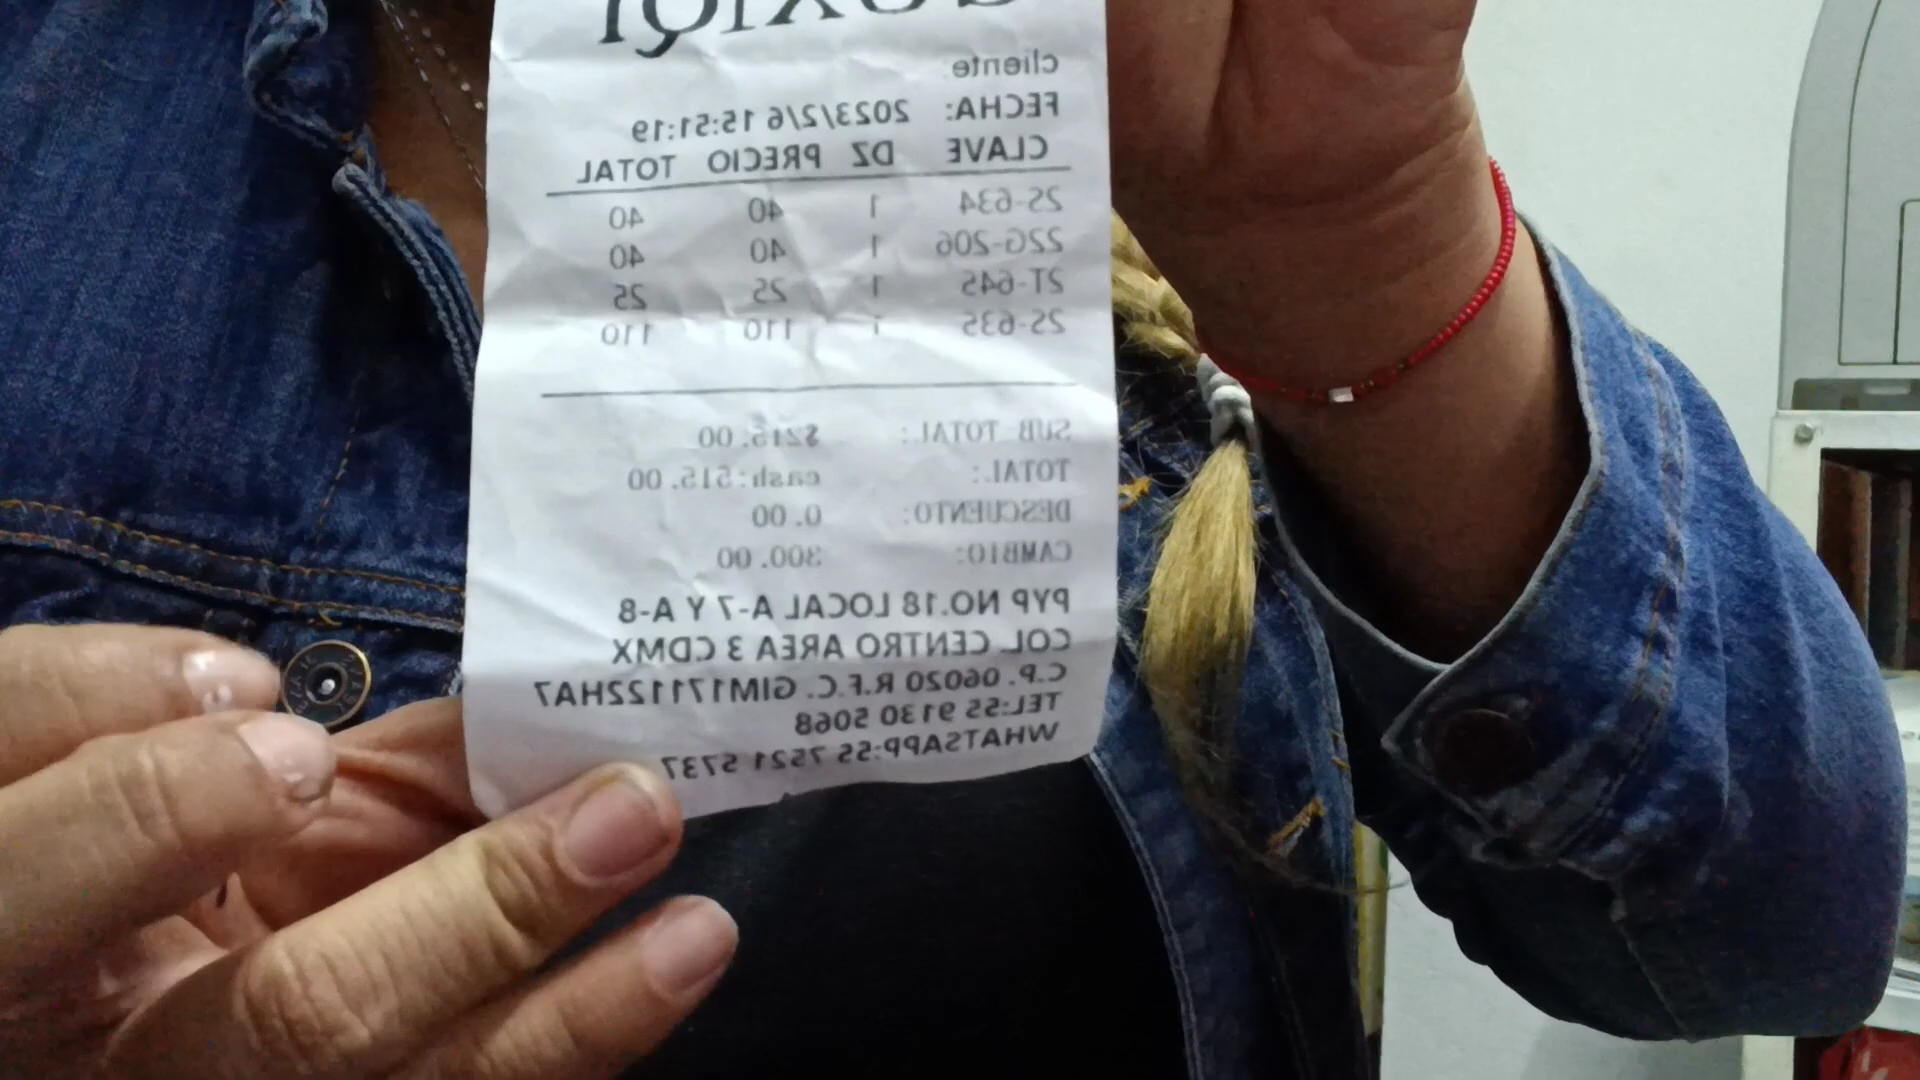 cliente
FECHA: 2023/2/6 15:51:19
CLAVE DZ PRECIO TOTAL
2S-634 1 40 40
22G-206 1 40 40
2T-645 1 25 25
2S-635 1 110 110
SUB TOTAL: $215.00
TOTAL: cash:515.00
DESCUENTO: 0.00
CAMBIO: 300.00
PYP NO.18 LOCAL A-7 Y A-8
COL CENTRO AREA 3 CDMX
C.P. 06020 R.F.C. GIM171122HA7
TEL:55 9130 5068
WHATSAPP:55 7521 5737